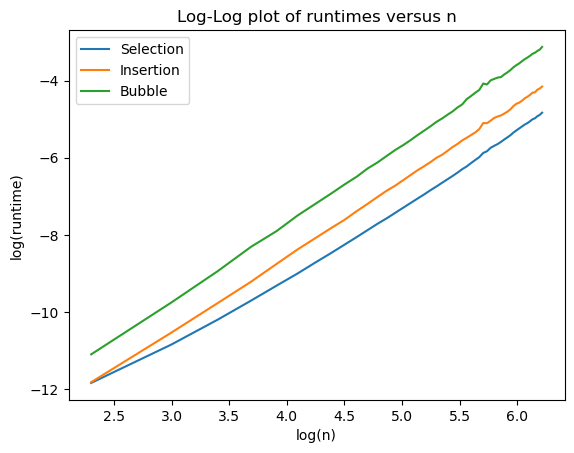 Log-Log plot of runtimes versus n
Selection
Insertion
Bubble
log(runtime)
−4
−6
−8
−10
−12
2.5 3.0 3.5 4.0 4.5 5.0 5.5 6.0
log(n)